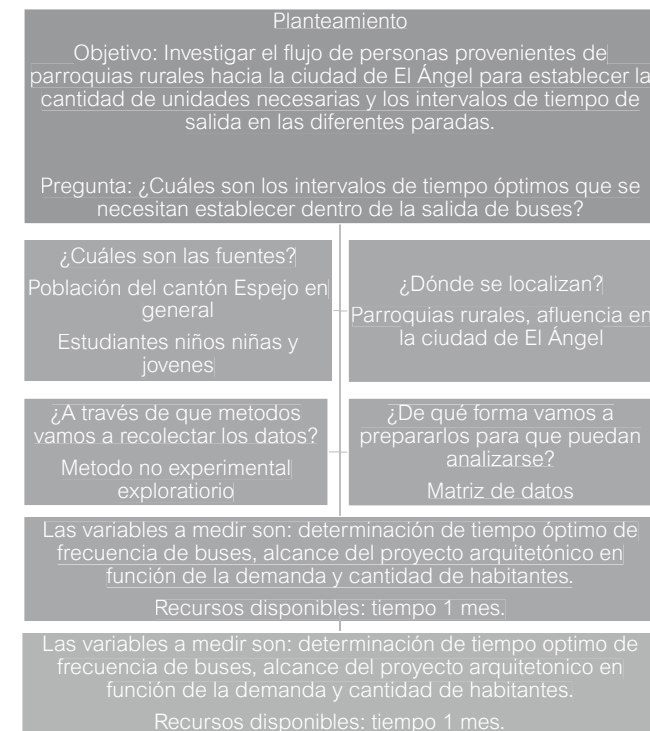 Planteamiento
Objetivo: Investigar el flujo de personas provenientes de
parroquias rurales hacia la ciudad de El Ángel para establecer la
cantidad de unidades necesarias y los intervalos de tiempo de
salida en las diferentes paradas.
Pregunta: ¿Cuáles son los intervalos de tiempo óptimos que se
necesitan establecer dentro de la salida de buses?
¿Cuáles son las fuentes?
Población del cantón Espejo en
general
Estudiantes niños niñas y
jovenes
¿Dónde se localizan?
Parroquias rurales, afluencia en
la ciudad de El Ángel
¿A través de que metodos
vamos a recolectar los datos?
Metodo no experimental
exploratiorio
¿De qué forma vamos a
prepararlos para que puedan
analizarse?
Matriz de datos
Las variables a medir son: determinación de tiempo óptimo de
frecuencia de buses, alcance del proyecto arquitetónico en
función de la demanda y cantidad de habitantes.
Recursos disponibles: tiempo 1 mes.
Las variables a medir son: determinación de tiempo optimo de
frecuencia de buses, alcance del proyecto arquitetonico en
función de la demanda y cantidad de habitantes.
Recursos disponibles: tiempo 1 mes.